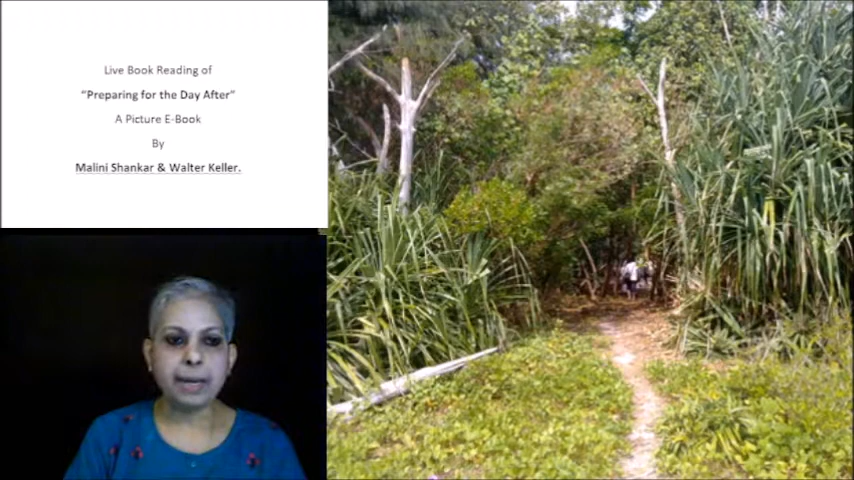 Live Book Reading of
“Preparing for the Day After”
A Picture E-Book
By
Malini Shankar & Walter Keller.